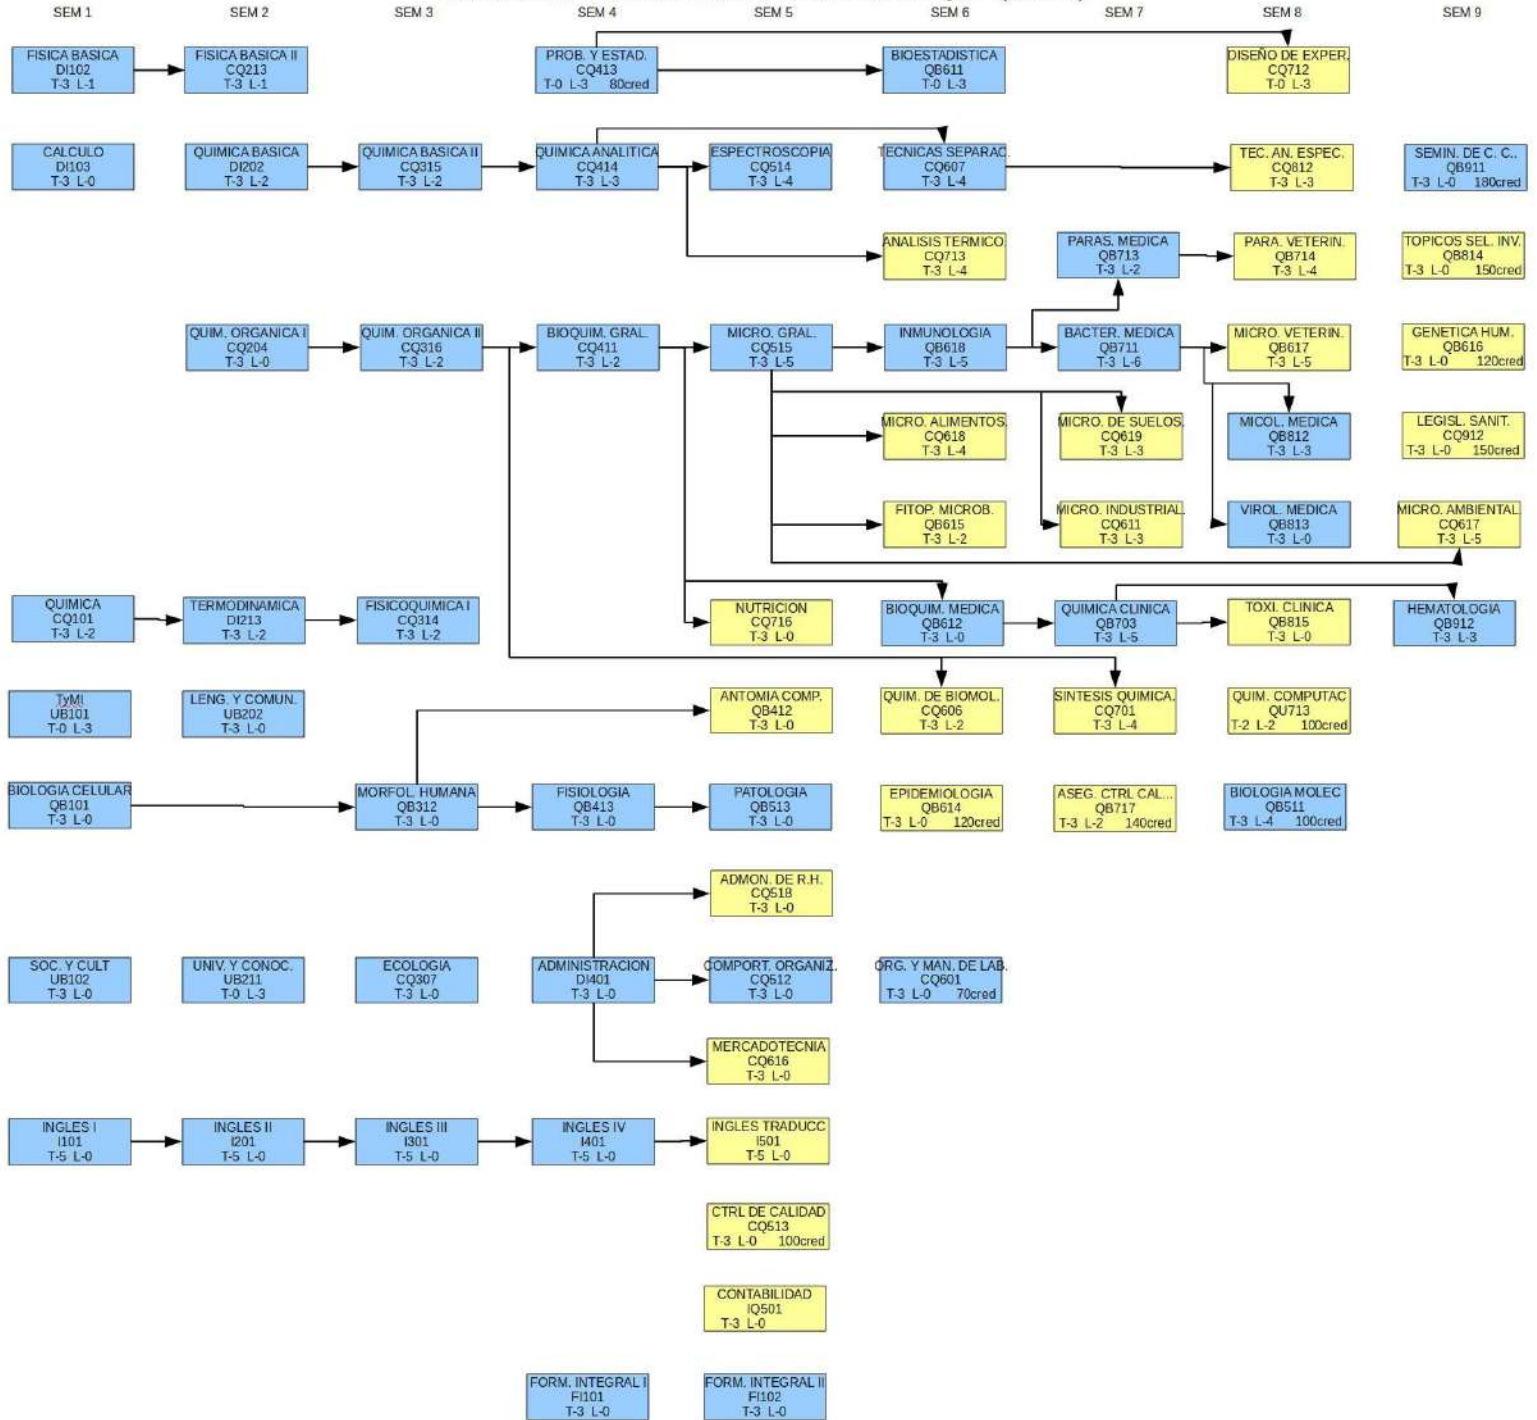 SEM 1
SEM 2
SEM 3
SEM 4
SEM 5
SEM 6
SEM 7
SEM 8
SEM 9
FISICA BASICA
DI102
T-3 L-1
FISICA BASICA II
CQ213
T-3 L-1
PROB. Y ESTAD.
CQ413
T-0 L-3 80cred
BIOESTADISTICA
QB611
T-0 L-3
DISEÑO DE EXPER.
CQ712
T-0 L-3
CALCULO
DI103
T-3 L-0
QUIMICA BASICA
DI202
T-3 L-2
QUIMICA BASICA II
CQ315
T-3 L-2
QUIMICA ANALITICA
CQ414
T-3 L-3
ESPECTROSCOPIA
CQ514
T-3 L-4
TECNICAS SEPARAC.
CQ607
T-3 L-4
TEC. AN. ESPEC.
CQ812
T-3 L-3
SEMIN. DE C. C..
QB911
T-3 L-0 180cred
ANALISIS TERMICO.
CQ713
T-3 L-4
PARAS. MEDICA
QB713
T-3 L-2
PARA. VETERIN.
QB714
T-3 L-4
TOPICOS SEL. INV.
QB814
T-3 L-0 150cred
QUIM. ORGANICA I
CQ204
T-3 L-0
QUIM. ORGANICA II
CQ316
T-3 L-2
BIOQUIM. GRAL.
CQ411
T-3 L-2
MICRO. GRAL.
CQ515
T-3 L-5
INMUNOLOGIA
QB618
T-3 L-5
BACTER. MEDICA
QB711
T-3 L-6
MICRO. VETERIN.
QB617
T-3 L-5
GENETICA HUM.
QB616
T-3 L-0 120cred
MICRO. ALIMENTOS.
CQ618
T-3 L-4
MICRO. DE SUELOS.
CQ619
T-3 L-3
MICOL. MEDICA
QB812
T-3 L-3
LEGISL. SANIT.
CQ912
T-3 L-0 150cred
FITOP. MICROB.
QB615
T-3 L-2
MICRO. INDUSTRIAL.
CQ611
T-3 L-3
VIROL. MEDICA
QB813
T-3 L-0
MICRO. AMBIENTAL.
CQ617
T-3 L-5
QUIMICA
CQ101
T-3 L-2
TERMODINAMICA
DI213
T-3 L-2
FISICOQUIMICA I
CQ314
T-3 L-2
NUTRICION
CQ716
T-3 L-0
BIOQUIM. MEDICA
QB612
T-3 L-0
QUIMICA CLINICA
QB703
T-3 L-5
TOXI. CLINICA
QB815
T-3 L-0
HEMATOLOGIA
QB912
T-3 L-3
TyMI
UB101
T-0 L-3
LENG. Y COMUN.
UB202
T-3 L-0
ANTOMIA COMP.
QB412
T-3 L-0
QUIM. DE BIOMOL.
CQ606
T-3 L-2
SINTESIS QUIMICA.
CQ701
T-3 L-4
QUIM. COMPUTAC
QU713
T-2 L-2 100cred
BIOLOGIA CELULAR
QB101
T-3 L-0
MORFOL. HUMANA
QB312
T-3 L-0
FISIOLOGIA
QB413
T-3 L-0
PATOLOGIA
QB513
T-3 L-0
EPIDEMIOLOGIA
QB614
T-3 L-0 120cred
ASEG. CTRL CAL...
QB717
T-3 L-2 140cred
BIOLOGIA MOLEC
QB511
T-3 L-4 100cred
ADMON. DE R.H.
CQ518
T-3 L-0
SOC. Y CULT
UB102
T-3 L-0
UNIV. Y CONOC.
UB211
T-0 L-3
ECOLOGIA
CQ307
T-3 L-0
ADMINISTRACION
DI401
T-3 L-0
COMPORT. ORGANIZ.
CQ512
T-3 L-0
ORG. Y MAN. DE LAB.
CQ601
T-3 L-0 70cred
MERCADOTECNIA
CQ616
T-3 L-0
INGLES I
I101
T-5 L-0
INGLES II
I201
T-5 L-0
INGLES III
I301
T-5 L-0
INGLES IV
I401
T-5 L-0
INGLES TRADUCC
I501
T-5 L-0
CTRL DE CALIDAD
CQ513
T-3 L-0 100cred
CONTABILIDAD
IQ501
T-3 L-0
FORM. INTEGRAL I
FI101
T-3 L-0
FORM. INTEGRAL II
FI102
T-3 L-0